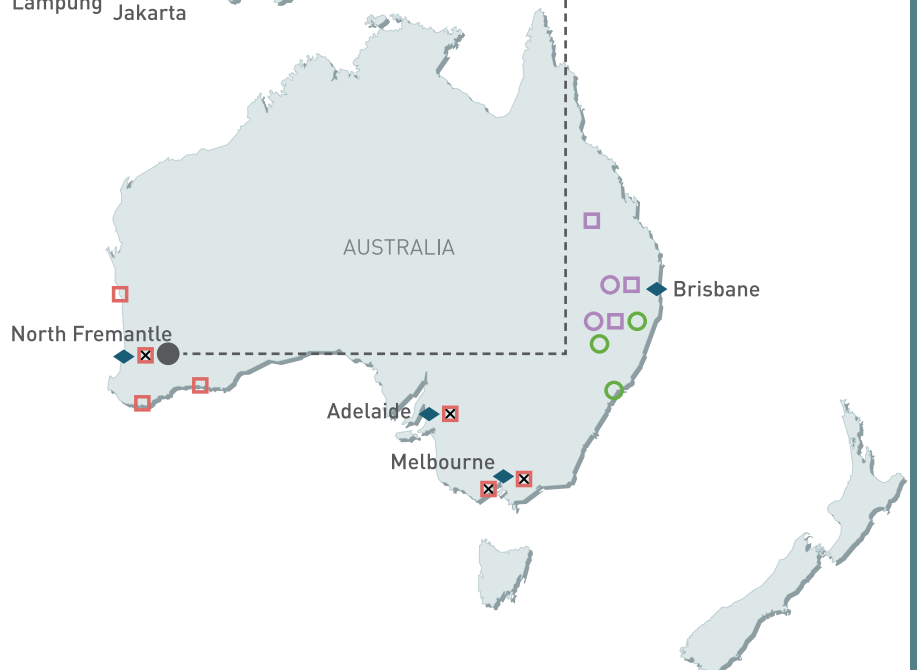 Lampung
Jakarta
AUSTRALIA
Brisbane
North Fremantle
Adelaide
Melbourne